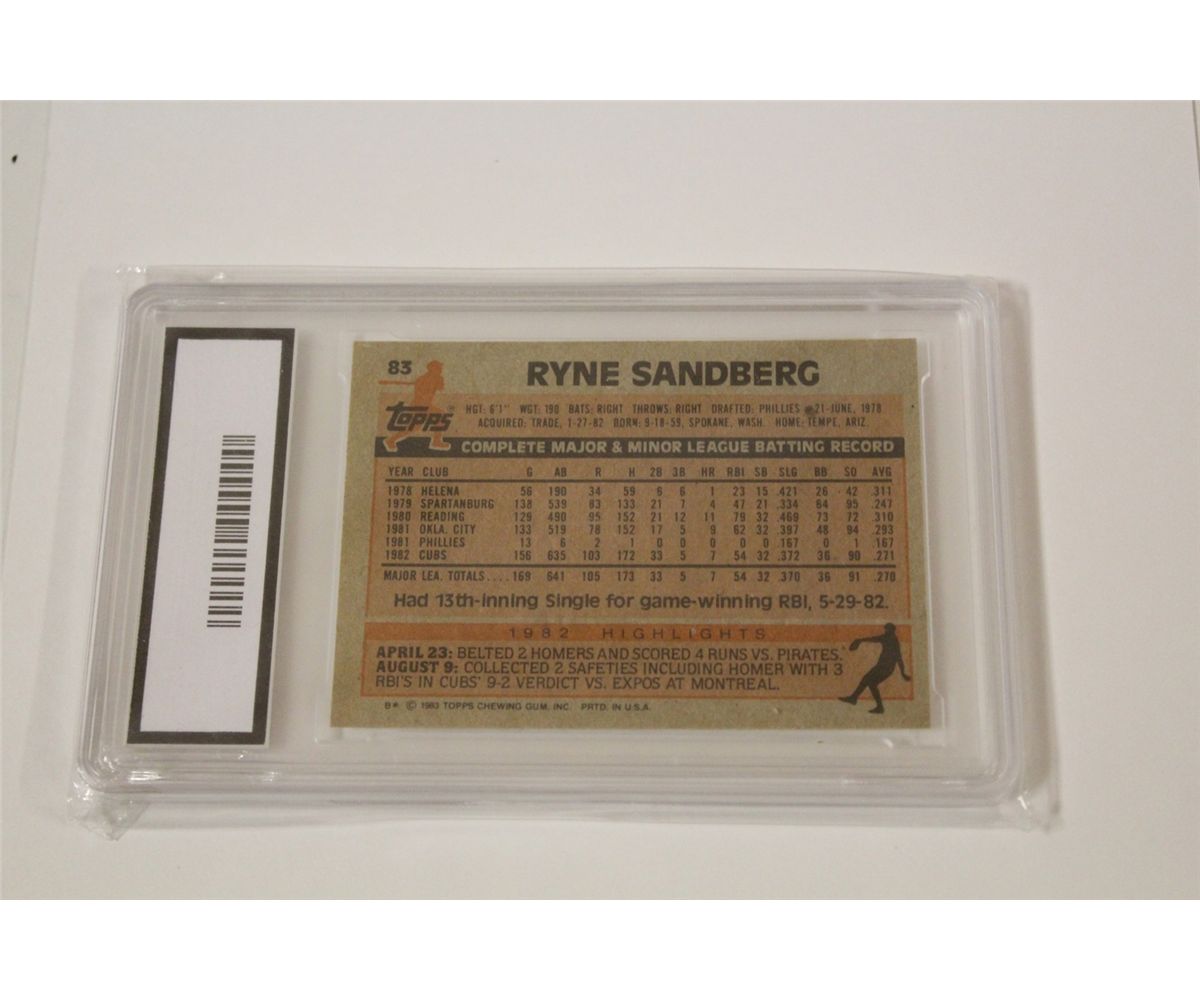 83
RYNE SANDBERG
Topps®
HGT: 6'1" WGT: 190 BATS: RIGHT THROWS: RIGHT DRAFTED: PHILLIES #21-JUNE, 1978
ACQUIRED: TRADE, 1-27-82 BORN: 9-18-59, SPOKANE, WASH. HOME: TEMPE, ARIZ.
COMPLETE MAJOR & MINOR LEAGUE BATTING RECORD
YEAR CLUB G AB R H 2B 3B HR RBI SB SLG BB SO AVG
1978 HELENA 56 190 34 59 6 6 1 23 15 .421 26 42 .311
1979 SPARTANBURG 138 539 83 133 21 7 4 47 21 .334 64 95 .247
1980 READING 129 490 95 152 21 12 11 79 32 .469 73 72 .310
1981 OKLA. CITY 133 519 78 152 17 5 9 62 32 .397 48 94 .293
1981 PHILLIES 13 6 2 1 0 0 0 0 0 .167 0 1 .167
1982 CUBS 156 635 103 172 33 5 7 54 32 .372 36 90 .271
MAJOR LEA. TOTALS.... 169 641 105 173 33 5 7 54 32 .370 36 91 .270
Had 13th-inning Single for game-winning RBI, 5-29-82.
1982 HIGHLIGHTS
APRIL 23: BELTED 2 HOMERS AND SCORED 4 RUNS VS. PIRATES.
AUGUST 9: COLLECTED 2 SAFETIES INCLUDING HOMER WITH 3
RBI'S IN CUBS' 9-2 VERDICT VS. EXPOS AT MONTREAL.
B* © 1983 TOPPS CHEWING GUM, INC. PRTD. IN U.S.A.